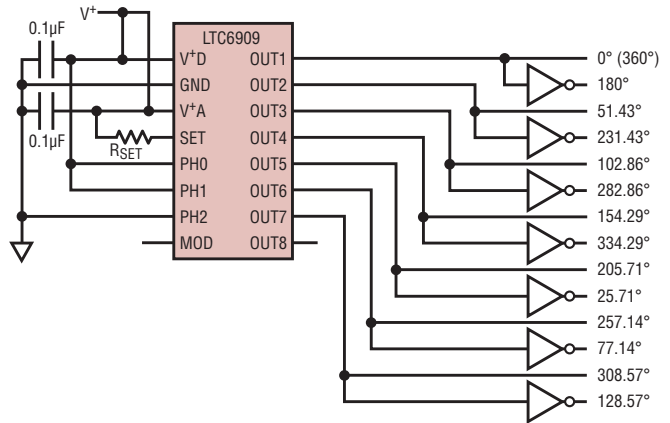 V+
0.1µF
0.1µF
RSET
LTC6909
V+D
GND
V+A
SET
PH0
PH1
PH2
MOD
OUT1
OUT2
OUT3
OUT4
OUT5
OUT6
OUT7
OUT8
0° (360°)
180°
51.43°
231.43°
102.86°
282.86°
154.29°
334.29°
205.71°
25.71°
257.14°
77.14°
308.57°
128.57°